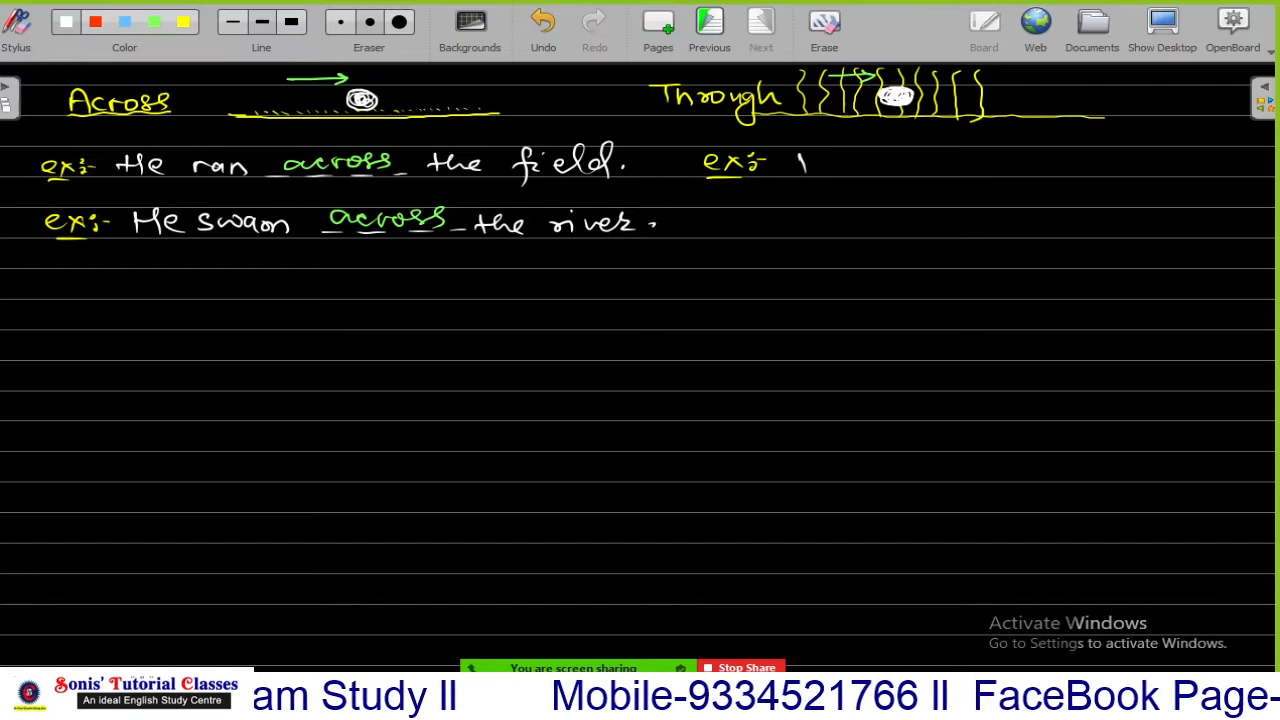 Stylus Color Line Eraser Backgrounds Undo Redo Pages Previous Next Erase Board Web Documents Show Desktop OpenBoard
Across
Through
ex:- He ran across the field.
ex:-
ex:- He swam across the river.
Activate Windows
Go to Settings to activate Windows.
You are screen sharing
Stop Share
Sonis' Tutorial Classes
An ideal English Study Centre
am Study ll Mobile-9334521766 ll FaceBook Page-